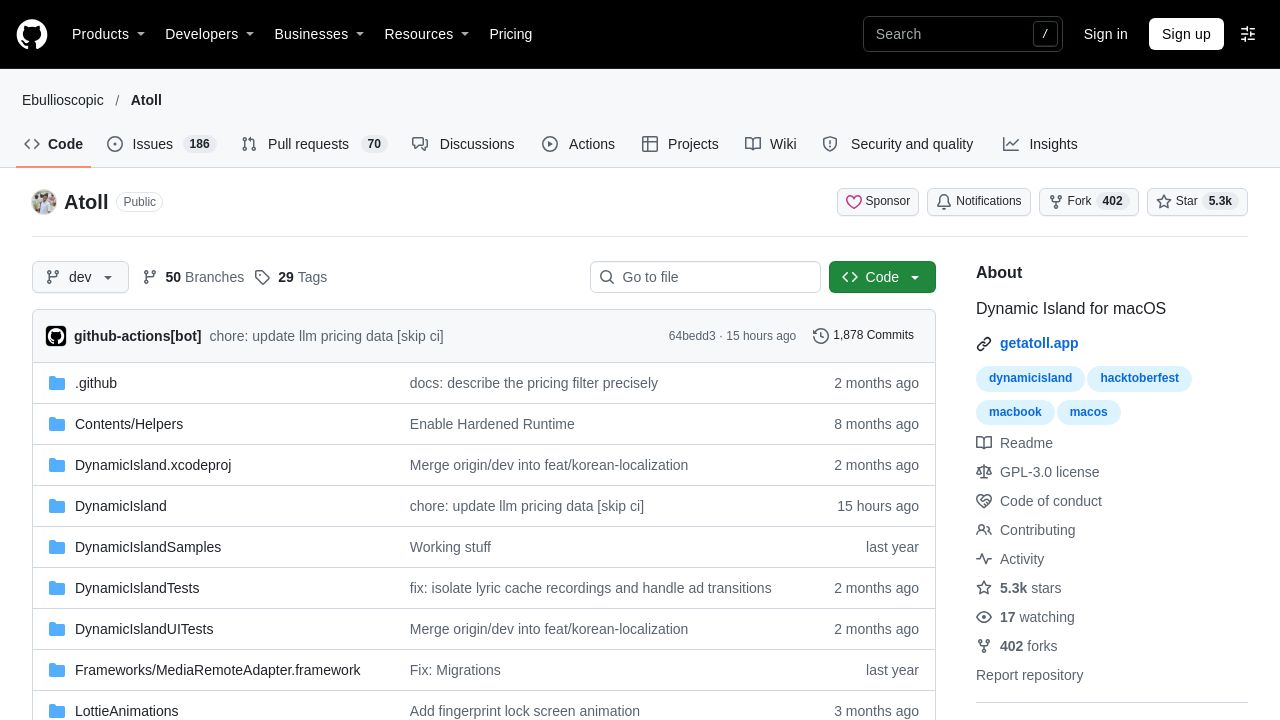 Products Developers Businesses Resources Pricing Search / Sign in Sign up
Ebullioscopic / Atoll
Code Issues 186 Pull requests 70 Discussions Actions Projects Wiki Security and quality Insights
Atoll Public Sponsor Notifications Fork 402 Star 5.3k
dev 50 Branches 29 Tags Go to file Code
github-actions[bot] chore: update llm pricing data [skip ci] 64bedd3 · 15 hours ago 1,878 Commits
.github docs: describe the pricing filter precisely 2 months ago
Contents/Helpers Enable Hardened Runtime 8 months ago
DynamicIsland.xcodeproj Merge origin/dev into feat/korean-localization 2 months ago
DynamicIsland chore: update llm pricing data [skip ci] 15 hours ago
DynamicIslandSamples Working stuff last year
DynamicIslandTests fix: isolate lyric cache recordings and handle ad transitions 2 months ago
DynamicIslandUITests Merge origin/dev into feat/korean-localization 2 months ago
Frameworks/MediaRemoteAdapter.framework Fix: Migrations last year
LottieAnimations Add fingerprint lock screen animation 3 months ago
About
Dynamic Island for macOS
getatoll.app
dynamicisland hacktoberfest
macbook macos
Readme
GPL-3.0 license
Code of conduct
Contributing
Activity
5.3k stars
17 watching
402 forks
Report repository